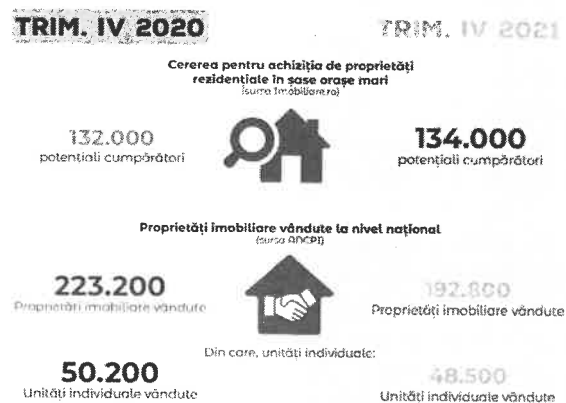 TRIM. IV 2020
TRIM. IV 2021
Cererea pentru achiziția de proprietăți
rezidențiale în șase orașe mari
(sursa Imobiliare.ro)
132.000
potențiali cumpărători
134.000
potențiali cumpărători
Proprietăți imobiliare vândute la nivel național
(sursa ANCPI)
223.200
Proprietăți imobiliare vândute
192.800
Proprietăți imobiliare vândute
Din care, unități individuale:
50.200
Unități individuale vândute
48.500
Unități individuale vândute